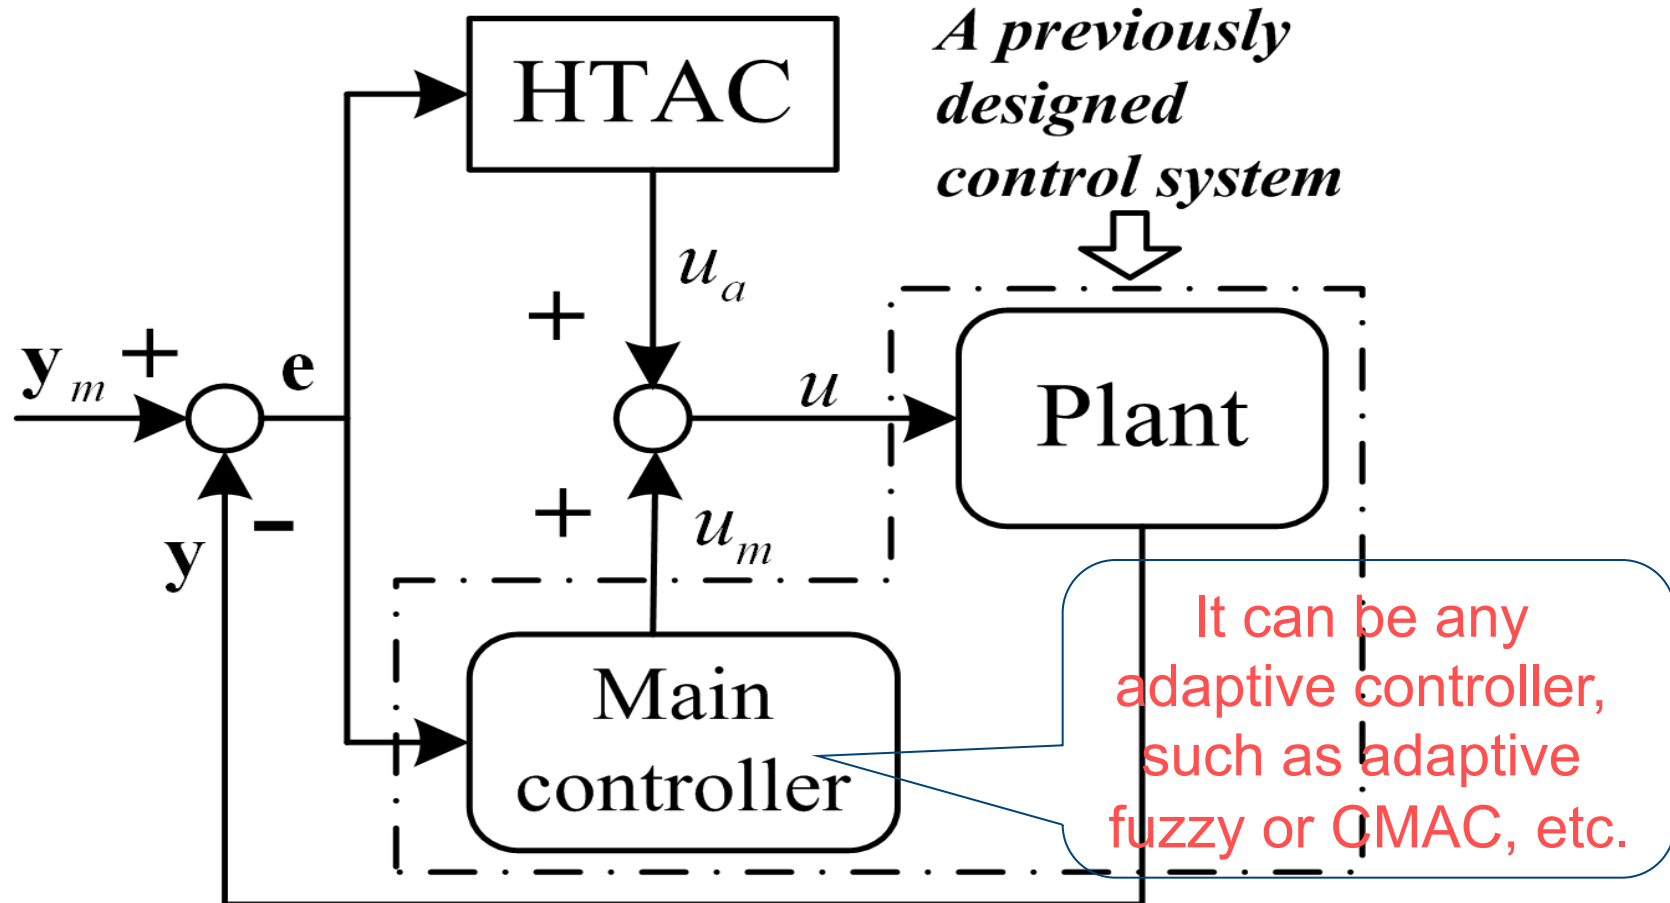 HTAC
A previously
designed
control system
u_a
+
y_m +
e
u
Plant
y
-
+
u_m
Main
controller
It can be any
adaptive controller,
such as adaptive
fuzzy or CMAC, etc.